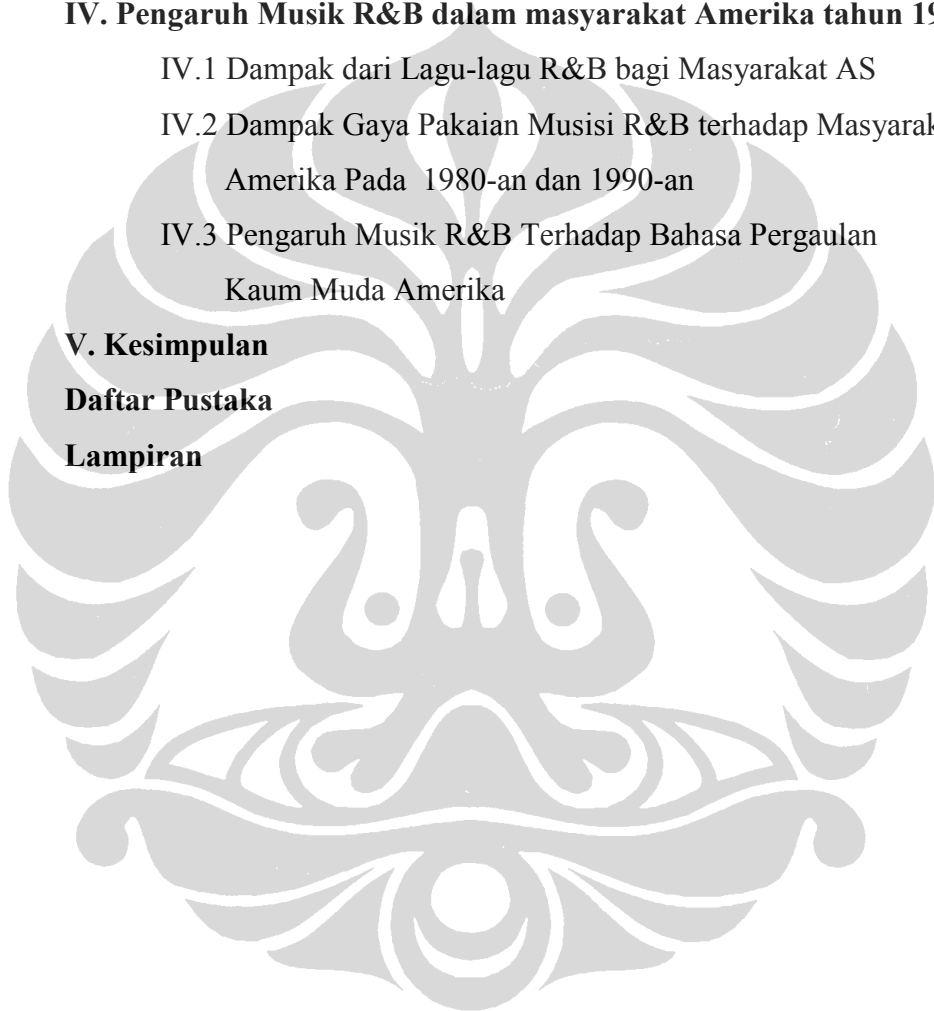 IV. Pengaruh Musik R&B dalam masyarakat Amerika tahun 19
IV.1 Dampak dari Lagu-lagu R&B bagi Masyarakat AS
IV.2 Dampak Gaya Pakaian Musisi R&B terhadap Masyarak
Amerika Pada 1980-an dan 1990-an
IV.3 Pengaruh Musik R&B Terhadap Bahasa Pergaulan
Kaum Muda Amerika
V. Kesimpulan
Daftar Pustaka
Lampiran